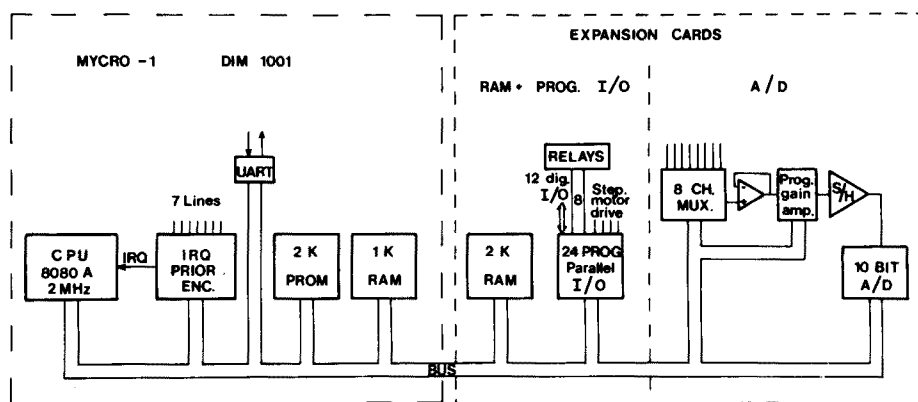 EXPANSION CARDS
MYCRO -1 DIM 1001
RAM + PROG. I/O
A/D
UART
RELAYS
12 dig.
I/O
8
Step.
motor
drive
7 Lines
CPU
8080 A
2 MHz
IRQ
IRQ
PRIOR.
ENC.
2 K
PROM
1 K
RAM
2 K
RAM
24 PROG
Parallel
I/O
8 CH.
MUX.
- +
Prog.
gain
amp.
S/H
10 BIT
A/D
BUS